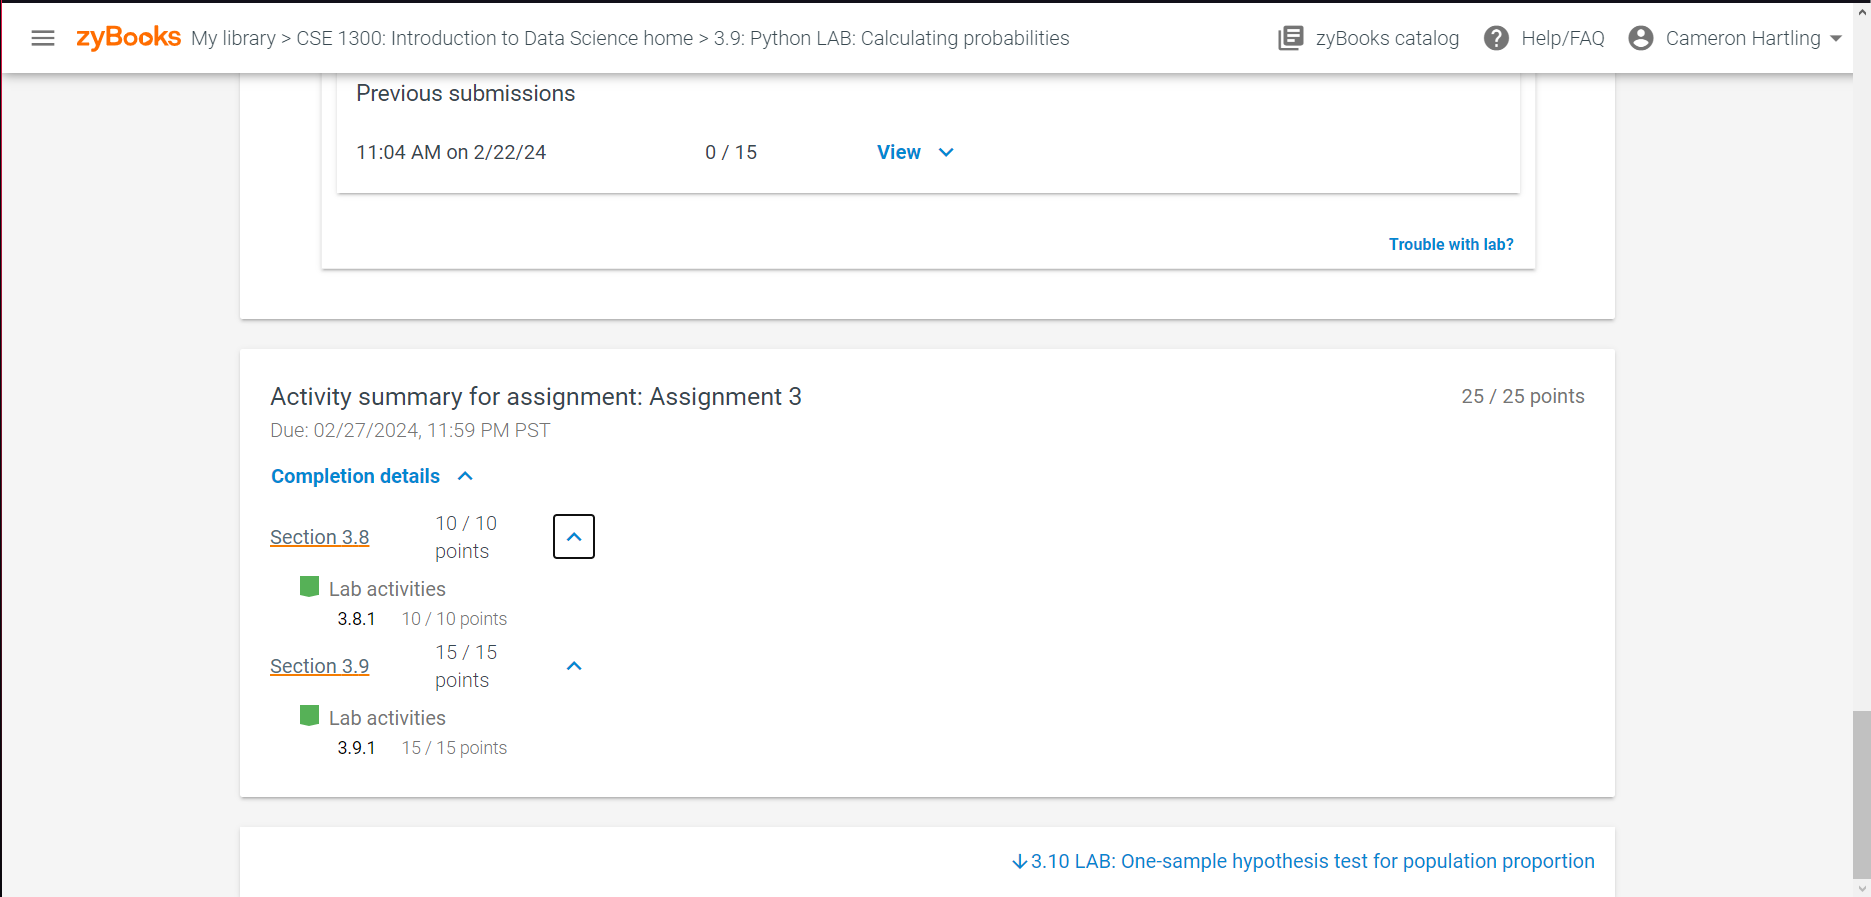 zyBooks My library > CSE 1300: Introduction to Data Science home > 3.9: Python LAB: Calculating probabilities zyBooks catalog Help/FAQ Cameron Hartling
Previous submissions
11:04 AM on 2/22/24 0 / 15 View
Trouble with lab?
Activity summary for assignment: Assignment 3 25 / 25 points
Due: 02/27/2024, 11:59 PM PST
Completion details
Section 3.8 10 / 10
points
Lab activities
3.8.1 10 / 10 points
Section 3.9 15 / 15
points
Lab activities
3.9.1 15 / 15 points
3.10 LAB: One-sample hypothesis test for population proportion